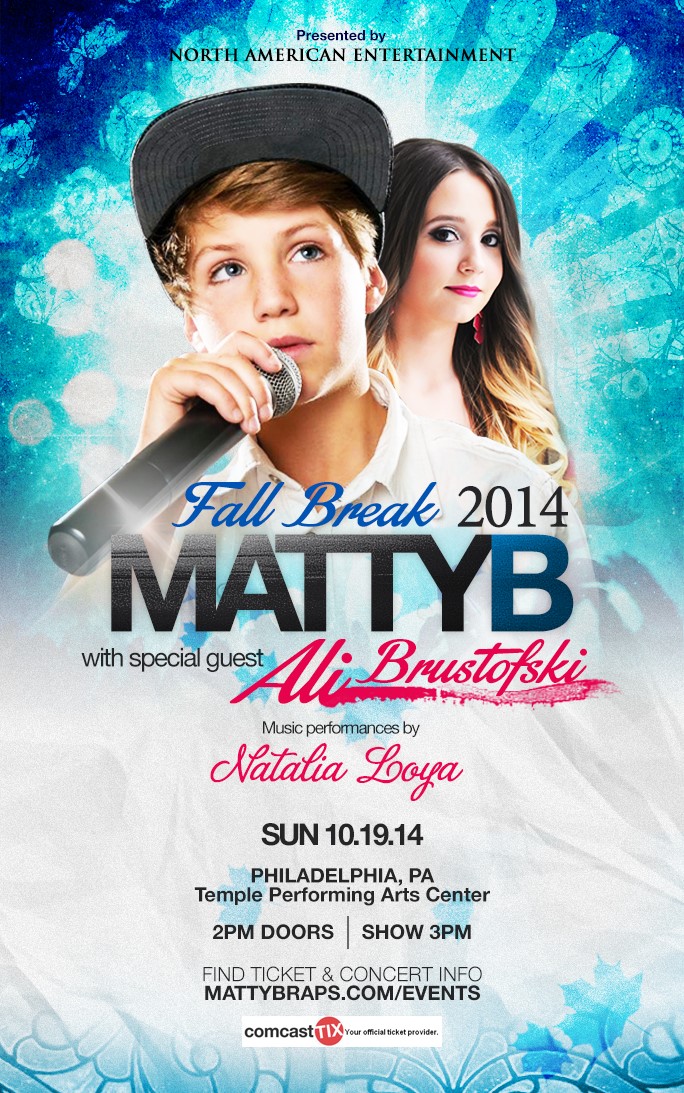 Presented by
NORTH AMERICAN ENTERTAINMENT
Fall Break 2014
MATTYB
with special guest Ali Brustofski
Music performances by
Natalia Loya
SUN 10.19.14
PHILADELPHIA, PA
Temple Performing Arts Center
2PM DOORS | SHOW 3PM
FIND TICKET & CONCERT INFO
MATTYBRAPS.COM/EVENTS
comcastTIX Your official ticket provider.